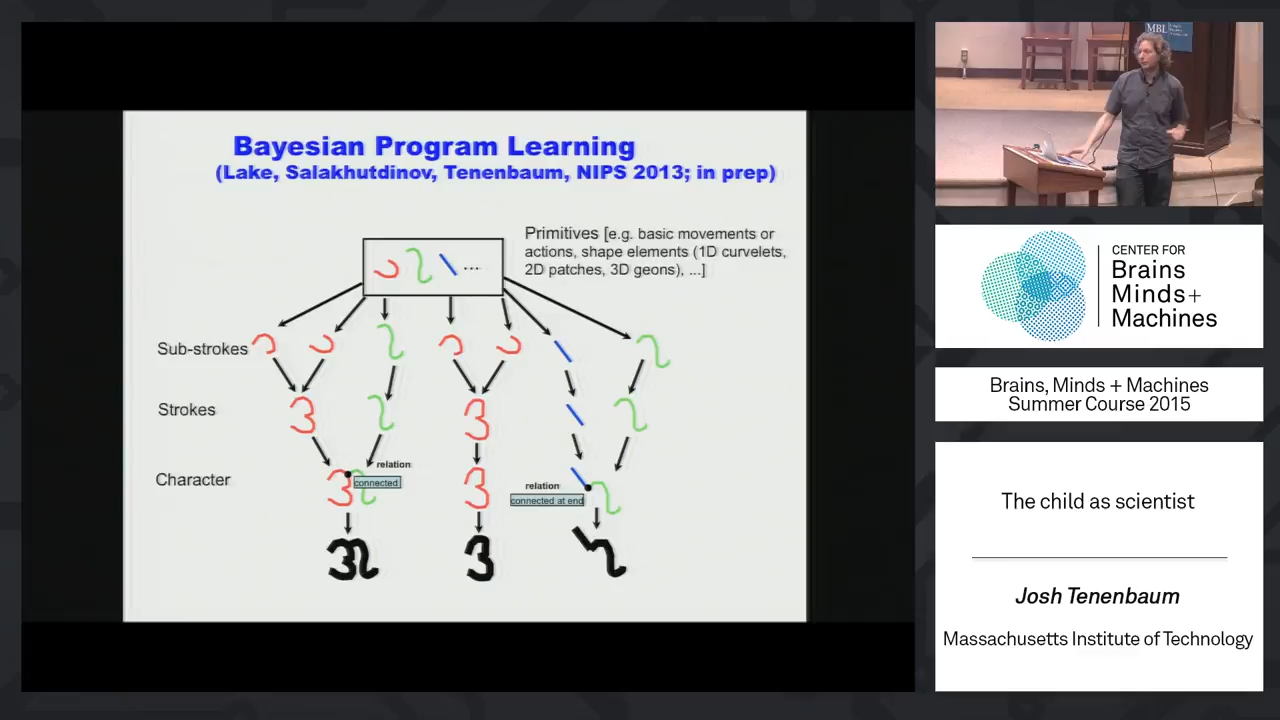 Bayesian Program Learning
(Lake, Salakhutdinov, Tenenbaum, NIPS 2013; in prep)
Primitives [e.g. basic movements or
actions, shape elements (1D curvelets,
2D patches, 3D geons), ...]
...
Sub-strokes
Strokes
Character
relation
connected
relation
connected at end
MBL
CENTER FOR
Brains
Minds+
Machines
Brains, Minds + Machines
Summer Course 2015
The child as scientist
Josh Tenenbaum
Massachusetts Institute of Technology